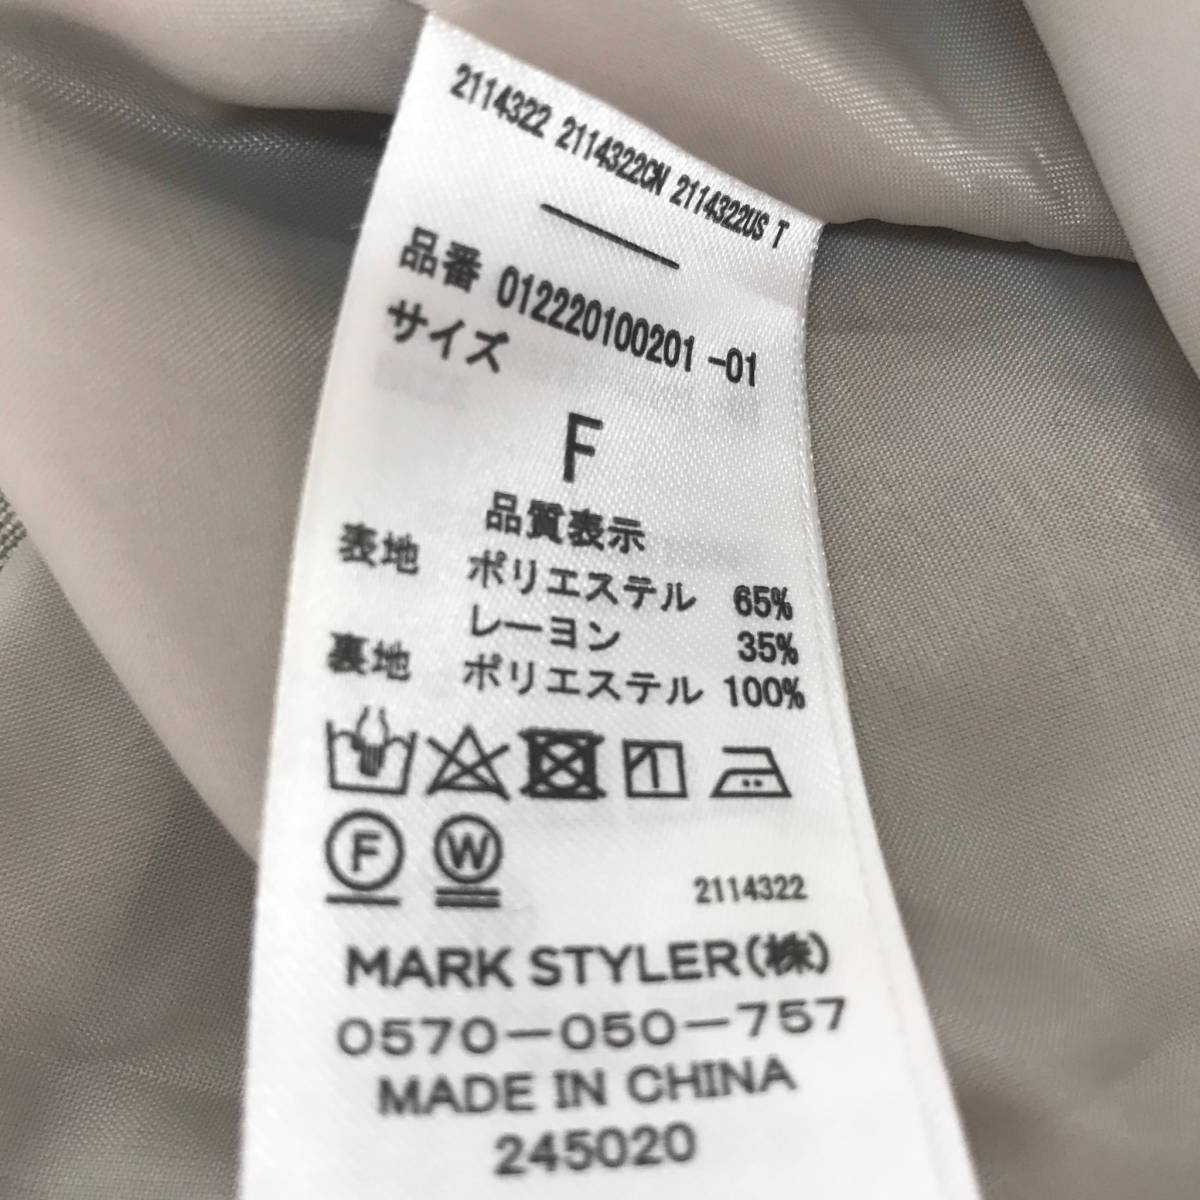 2114322 2114322CN 2114322US T
品番 012220100201 -01
サイズ
F
品質表示
表地 ポリエステル 65%
レーヨン 35%
裏地 ポリエステル 100%
F W
2114322
MARK STYLER(株)
0570-050-757
MADE IN CHINA
245020